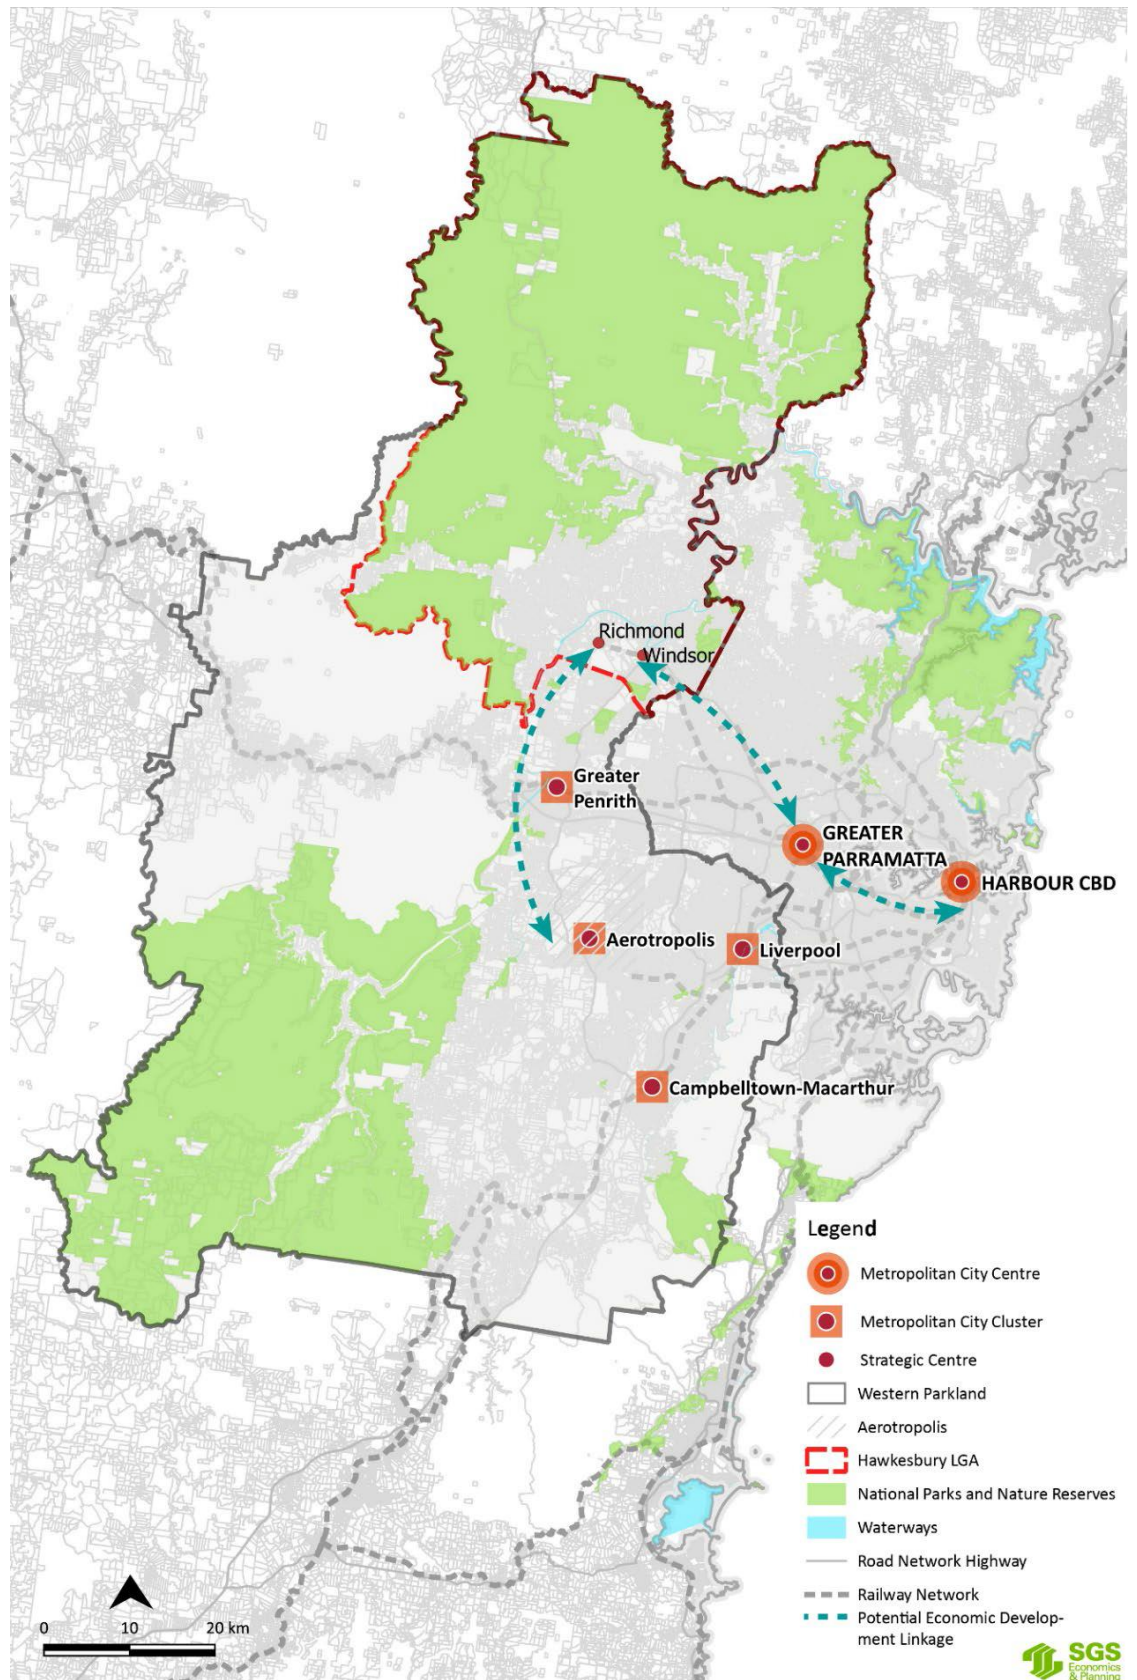 Richmond
Windsor
Greater
Penrith
GREATER
PARRAMATTA
HARBOUR CBD
Aerotropolis
Liverpool
Campbelltown-Macarthur
Legend
Metropolitan City Centre
Metropolitan City Cluster
Strategic Centre
Western Parkland
Aerotropolis
Hawkesbury LGA
National Parks and Nature Reserves
Waterways
Road Network Highway
Railway Network
Potential Economic Develop-
ment Linkage
0 10 20 km
SGS
Economics
& Planning